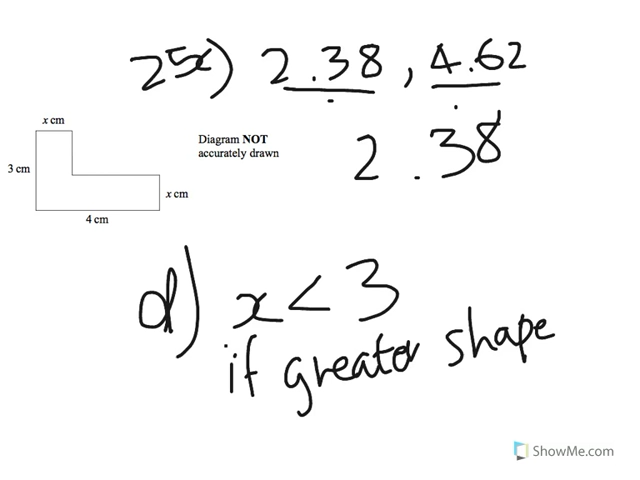 25x) 2.38, 4.62
x cm
Diagram NOT
accurately drawn
2.38
3 cm
x cm
4 cm
d) x < 3
if greater shape
ShowMe.com